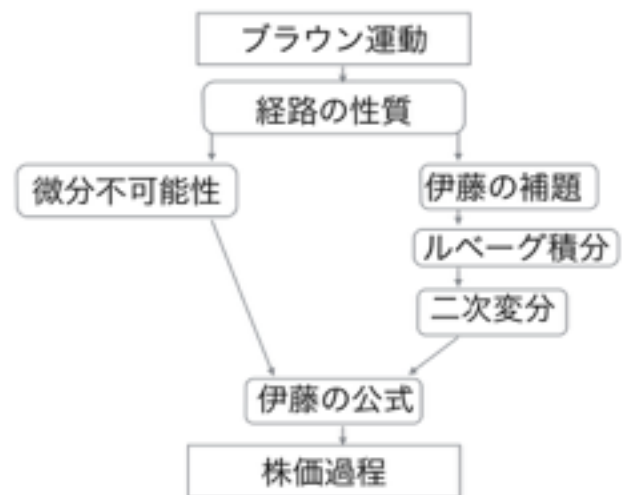 ブラウン運動
経路の性質
微分不可能性
伊藤の補題
ルベーグ積分
二次変分
伊藤の公式
株価過程